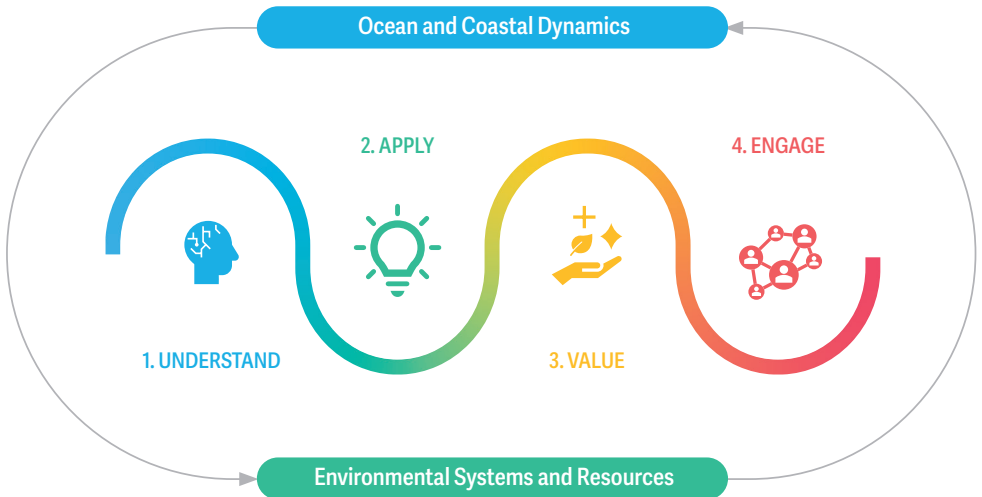 Ocean and Coastal Dynamics
2. APPLY
4. ENGAGE
1. UNDERSTAND
3. VALUE
Environmental Systems and Resources